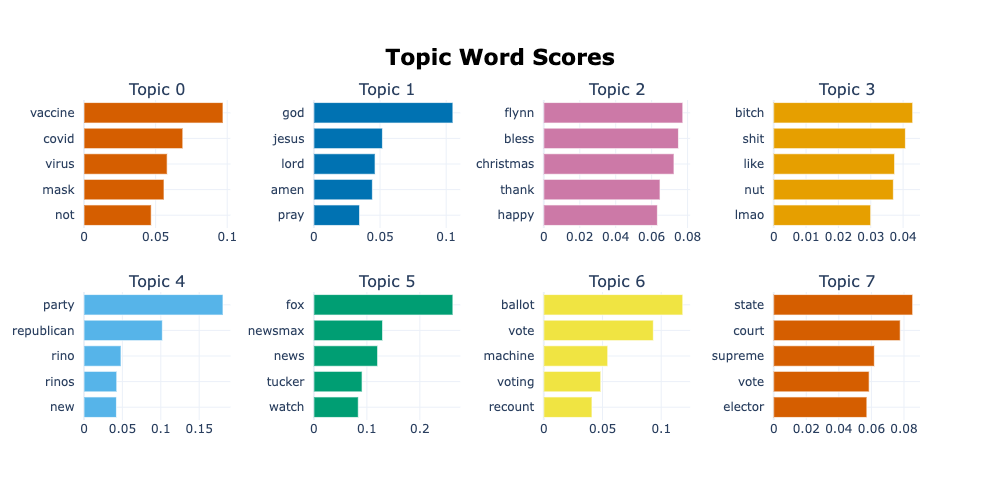 Topic Word Scores
Topic 0
vaccine
covid
virus
mask
not
0 0.05 0.1
Topic 1
god
jesus
lord
amen
pray
0 0.05 0.1
Topic 2
flynn
bless
christmas
thank
happy
0 0.02 0.04 0.06 0.08
Topic 3
bitch
shit
like
nut
lmao
0 0.01 0.02 0.03 0.04
Topic 4
party
republican
rino
rinos
new
0 0.05 0.1 0.15
Topic 5
fox
newsmax
news
tucker
watch
0 0.1 0.2
Topic 6
ballot
vote
machine
voting
recount
0 0.05 0.1
Topic 7
state
court
supreme
vote
elector
0 0.02 0.04 0.06 0.08